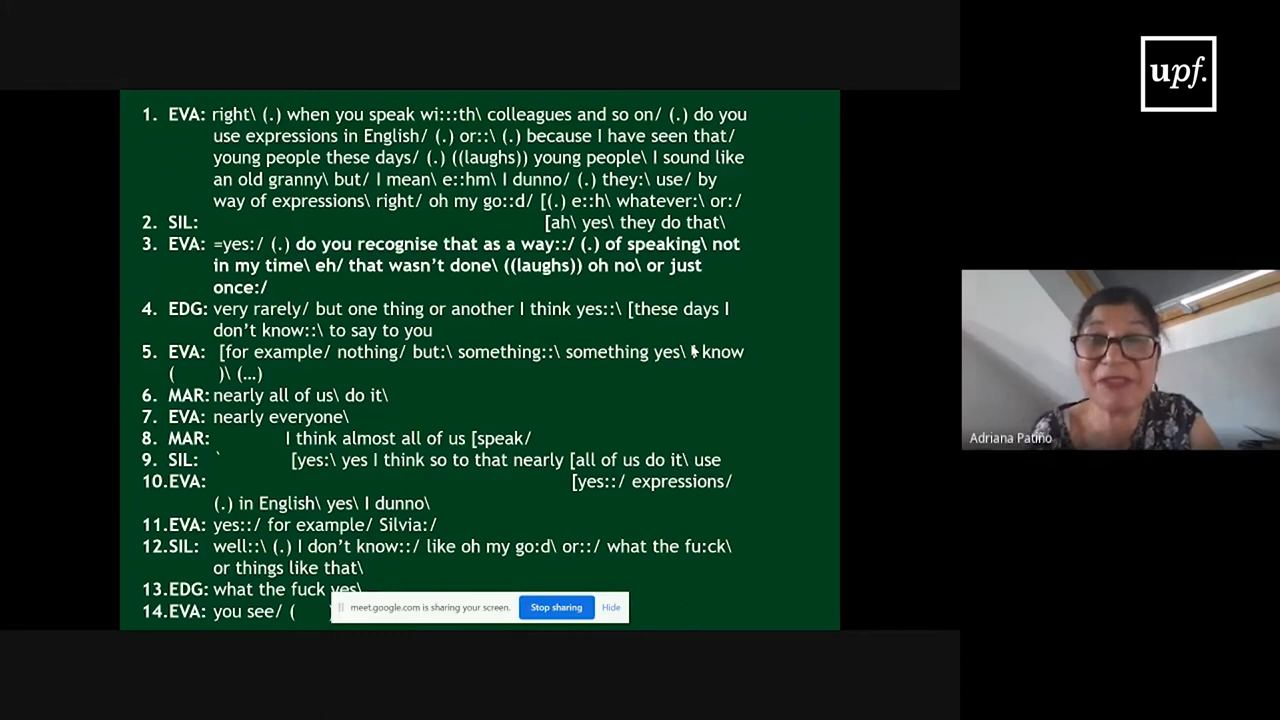 upf.
1. EVA: right\ (.) when you speak wi:::th\ colleagues and so on/ (.) do you
use expressions in English/ (.) or::\ (.) because I have seen that/
young people these days/ (.) ((laughs)) young people\ I sound like
an old granny\ but/ I mean\ e::hm\ I dunno/ (.) they:\ use/ by
way of expressions\ right/ oh my go::d/ [(.) e::h\ whatever:\ or:/
2. SIL: [ah\ yes\ they do that\
3. EVA: =yes:/ (.) do you recognise that as a way::/ (.) of speaking\ not
in my time\ eh/ that wasn't done\ ((laughs)) oh no\ or just
once:/
4. EDG: very rarely/ but one thing or another I think yes::\ [these days I
don't know::\ to say to you
5. EVA: [for example/ nothing/ but:\ something::\ something yes\ know
( )\ (…)
6. MAR: nearly all of us\ do it\
7. EVA: nearly everyone\
8. MAR: I think almost all of us [speak/
9. SIL: ` [yes:\ yes I think so to that nearly [all of us do it\ use
10.EVA: [yes::/ expressions/
(.) in English\ yes\ I dunno\
11.EVA: yes::/ for example/ Silvia:/
12.SIL: well::\ (.) I don't know::/ like oh my go:d\ or::/ what the fu:ck\
or things like that\
13.EDG: what the fuck yes\
14.EVA: you see/ (
meet.google.com is sharing your screen. Stop sharing Hide
Adriana Patiño